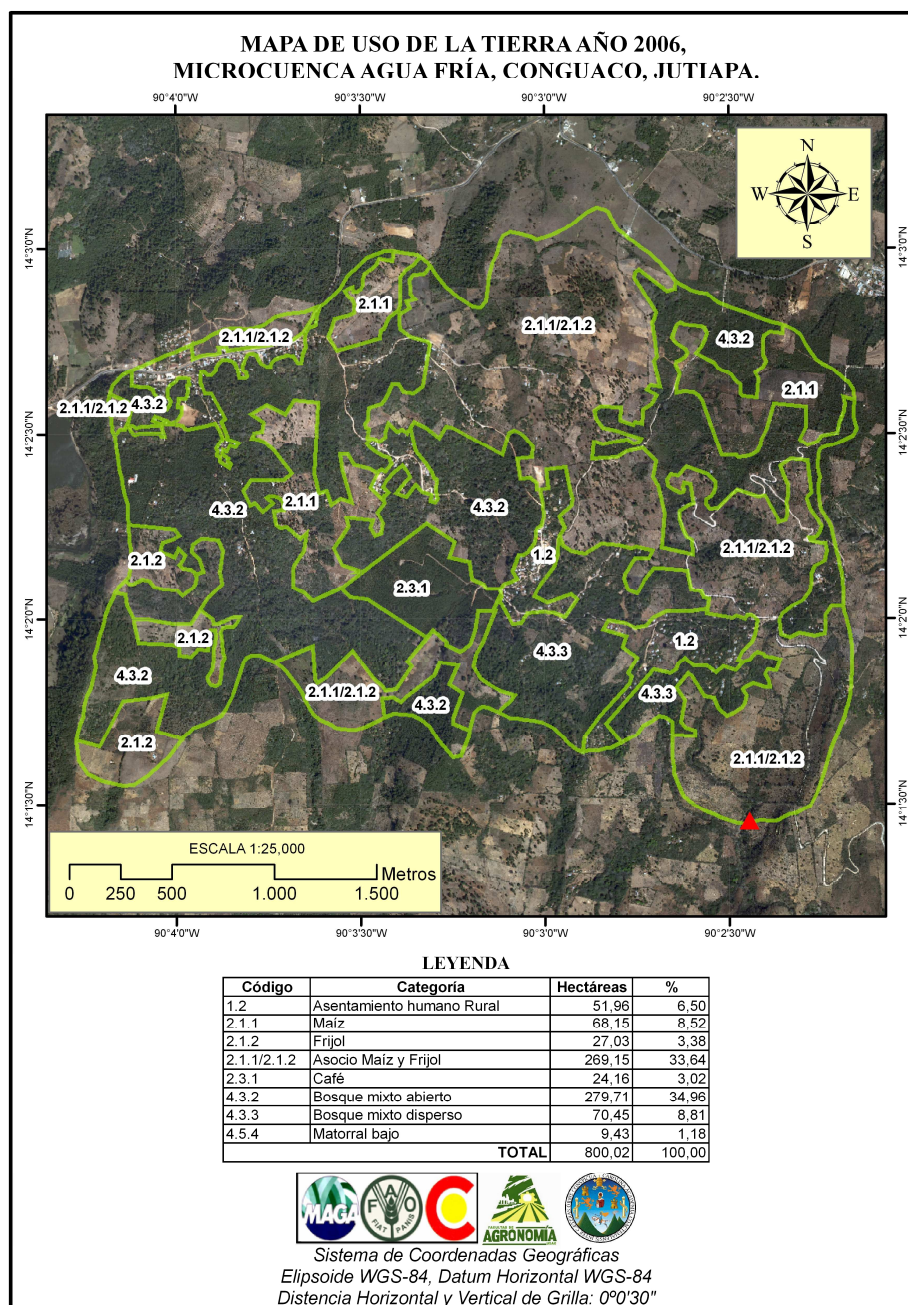 MAPA DE USO DE LA TIERRA AÑO 2006,
MICROCUENCA AGUA FRÍA, CONGUACO, JUTIAPA.
90°4'0"W 90°3'30"W 90°3'0"W 90°2'30"W
N
W E
S
14°3'0"N 14°3'0"N
2.1.1
2.1.1/2.1.2
2.1.1/2.1.2
4.3.2
2.1.1
2.1.1/2.1.2
4.3.2
14°2'30"N 14°2'30"N
2.1.1
4.3.2
4.3.2
2.1.1/2.1.2
1.2
2.1.2
2.3.1
14°2'0"N 14°2'0"N
2.1.2
1.2
4.3.3
4.3.2
2.1.1/2.1.2
4.3.3
4.3.2
2.1.2
2.1.1/2.1.2
14°1'30"N 14°1'30"N
ESCALA 1:25,000
Metros
0 250 500 1.000 1.500
90°4'0"W 90°3'30"W 90°3'0"W 90°2'30"W
LEYENDA
Código Categoría Hectáreas %
1.2 Asentamiento humano Rural 51,96 6,50
2.1.1 Maíz 68,15 8,52
2.1.2 Frijol 27,03 3,38
2.1.1/2.1.2 Asocio Maíz y Frijol 269,15 33,64
2.3.1 Café 24,16 3,02
4.3.2 Bosque mixto abierto 279,71 34,96
4.3.3 Bosque mixto disperso 70,45 8,81
4.5.4 Matorral bajo 9,43 1,18
TOTAL 800,02 100,00
MAGA
F A O
FIAT PANIS
C
FACULTAD DE
AGRONOMÍA
Sistema de Coordenadas Geográficas
Elipsoide WGS-84, Datum Horizontal WGS-84
Distencia Horizontal y Vertical de Grilla: 0º0'30"